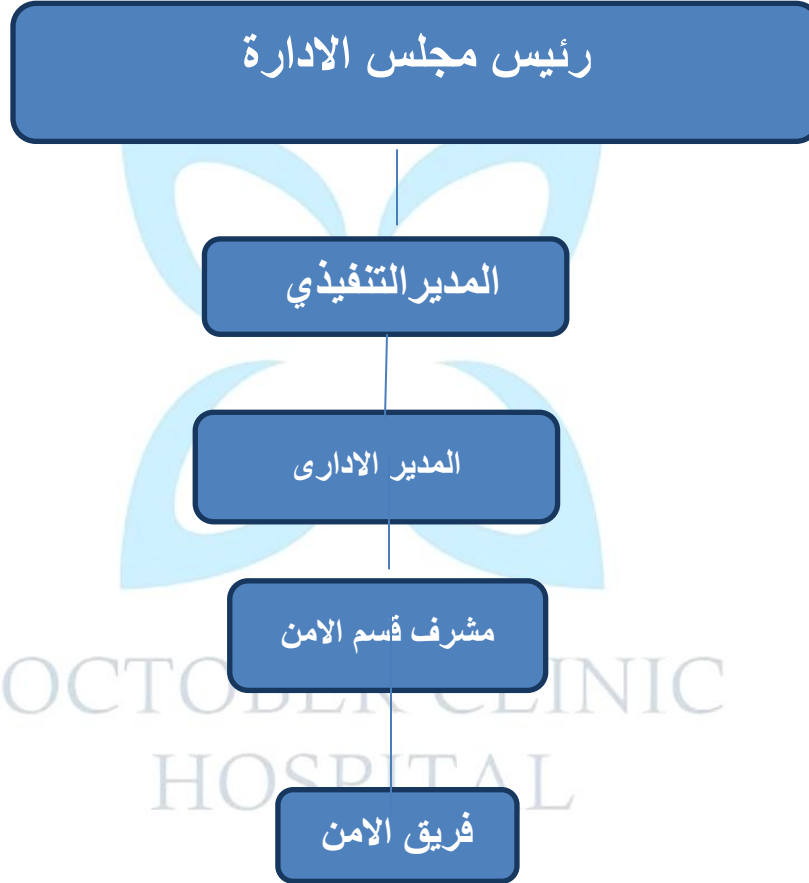 رئيس مجلس الادارة
المديرالتنفيذي
المدير الادارى
مشرف قسم الامن
OCTOBER CLINIC
HOSPITAL
فريق الامن